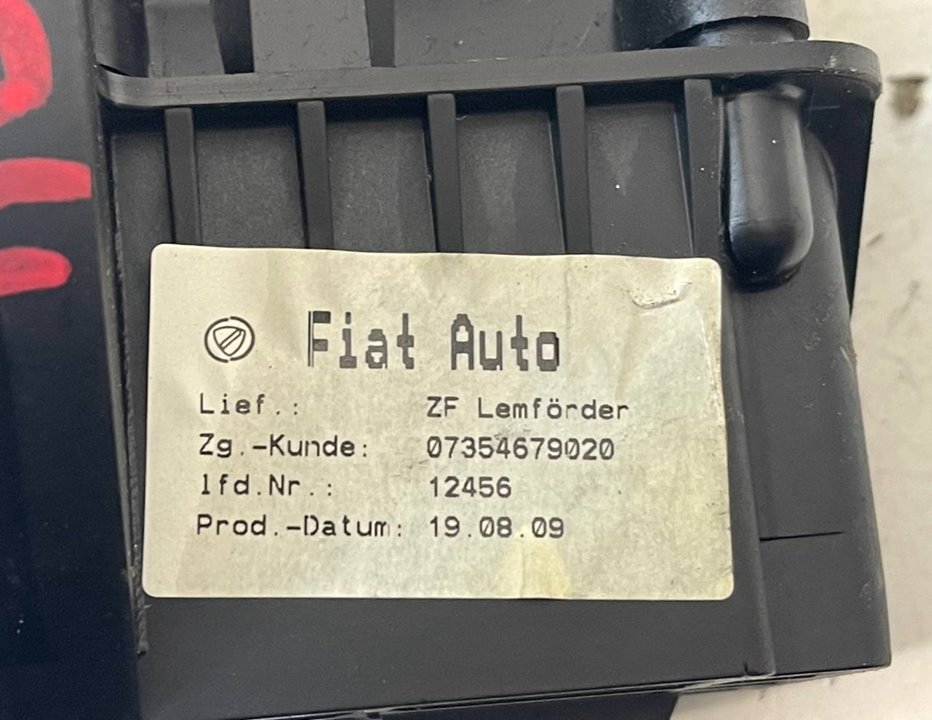 Fiat Auto
Lief.: ZF Lemförder
Zg.-Kunde: 07354679020
lfd.Nr.: 12456
Prod.-Datum: 19.08.09